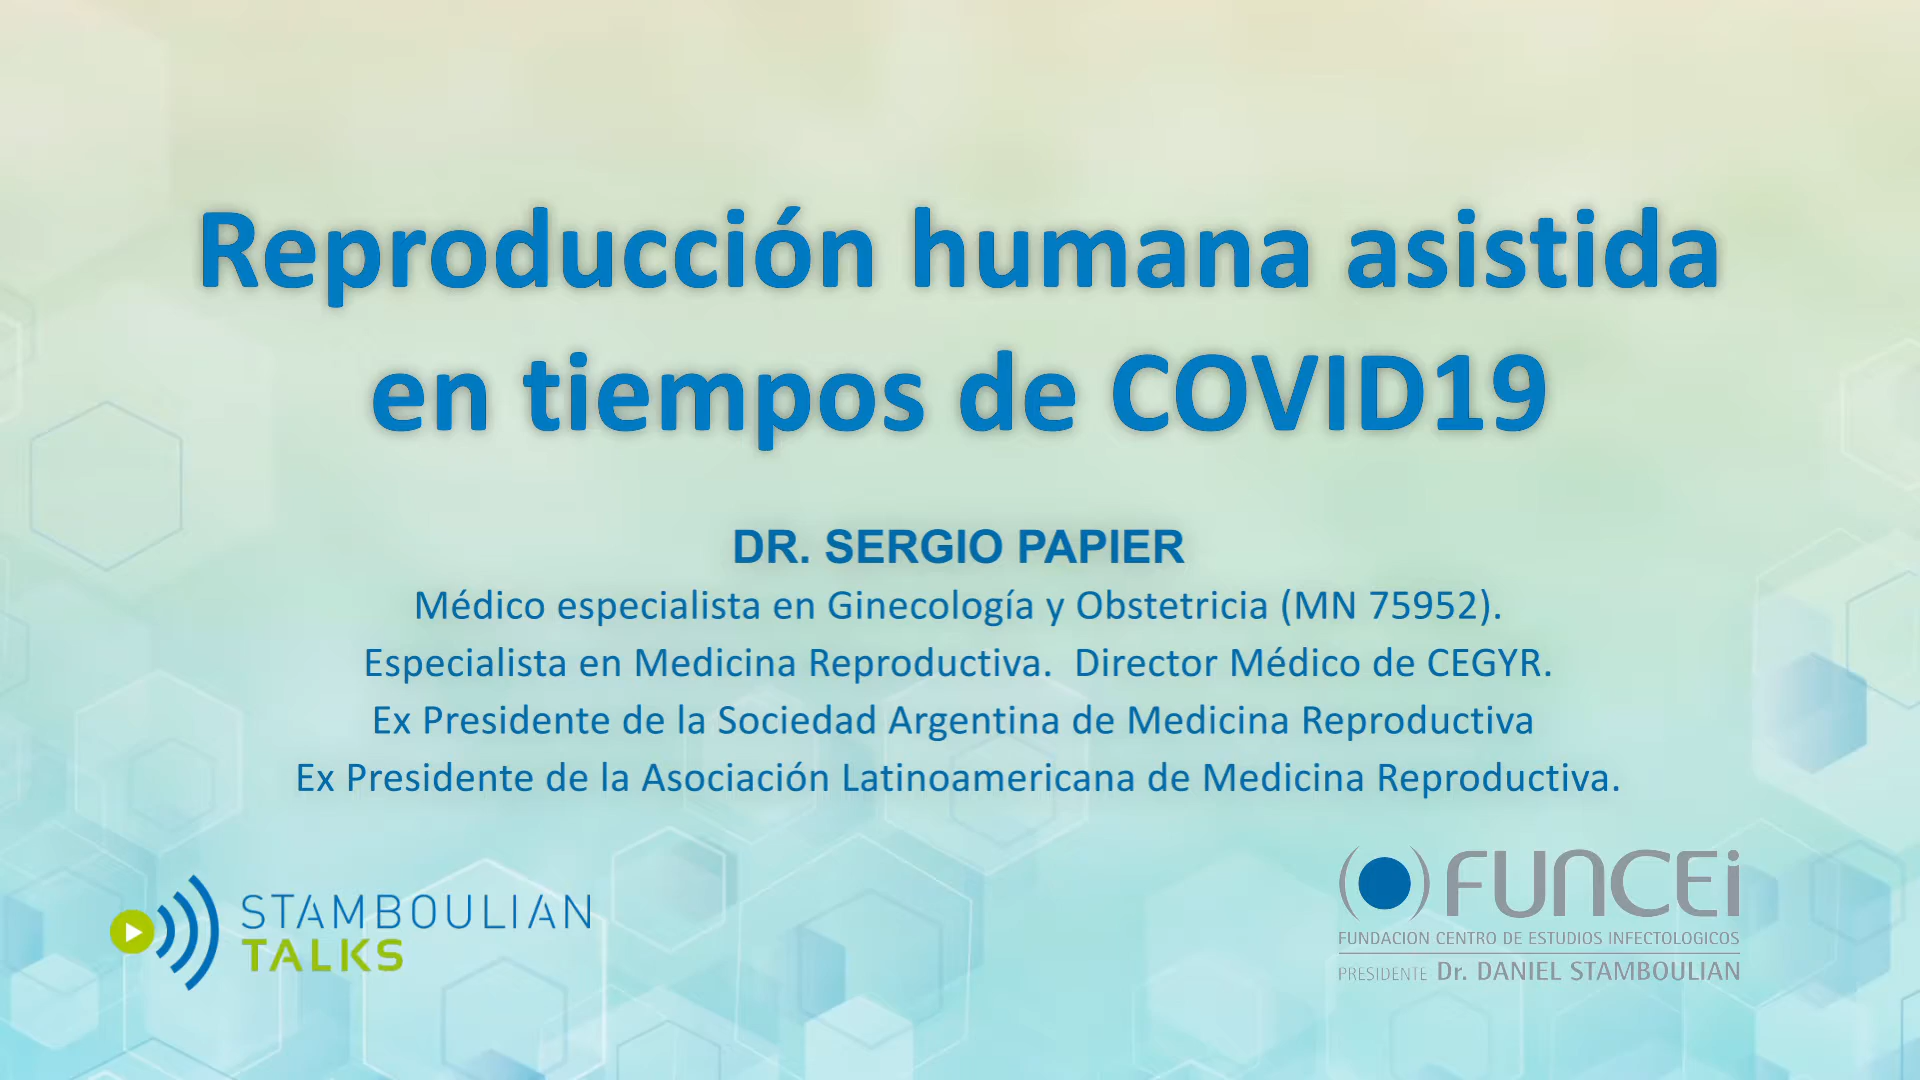 Reproducción humana asistida
en tiempos de COVID19
DR. SERGIO PAPIER
Médico especialista en Ginecología y Obstetricia (MN 75952).
Especialista en Medicina Reproductiva. Director Médico de CEGYR.
Ex Presidente de la Sociedad Argentina de Medicina Reproductiva
Ex Presidente de la Asociación Latinoamericana de Medicina Reproductiva.
STAMBOULIAN
TALKS
FUNCEi
FUNDACION CENTRO DE ESTUDIOS INFECTOLOGICOS
PRESIDENTE Dr. DANIEL STAMBOULIAN